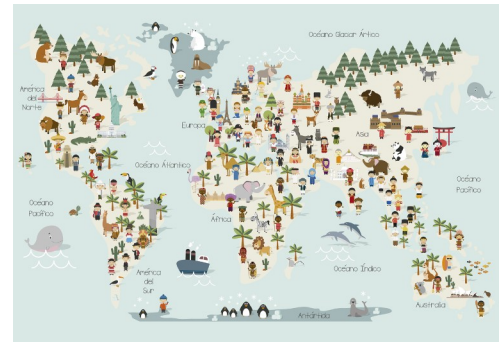 Océano Glaciar Ártico
América
del
Norte
Europa
Asia
Océano Atlántico
Océano
Pacífico
Océano
Pacífico
África
América
del
Sur
Océano Índico
Australia
Antártida